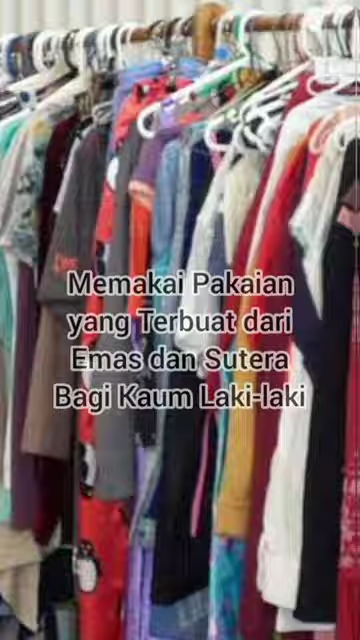 Memakai Pakaian
yang Terbuat dari
Emas dan Sutera
Bagi Kaum Laki-laki